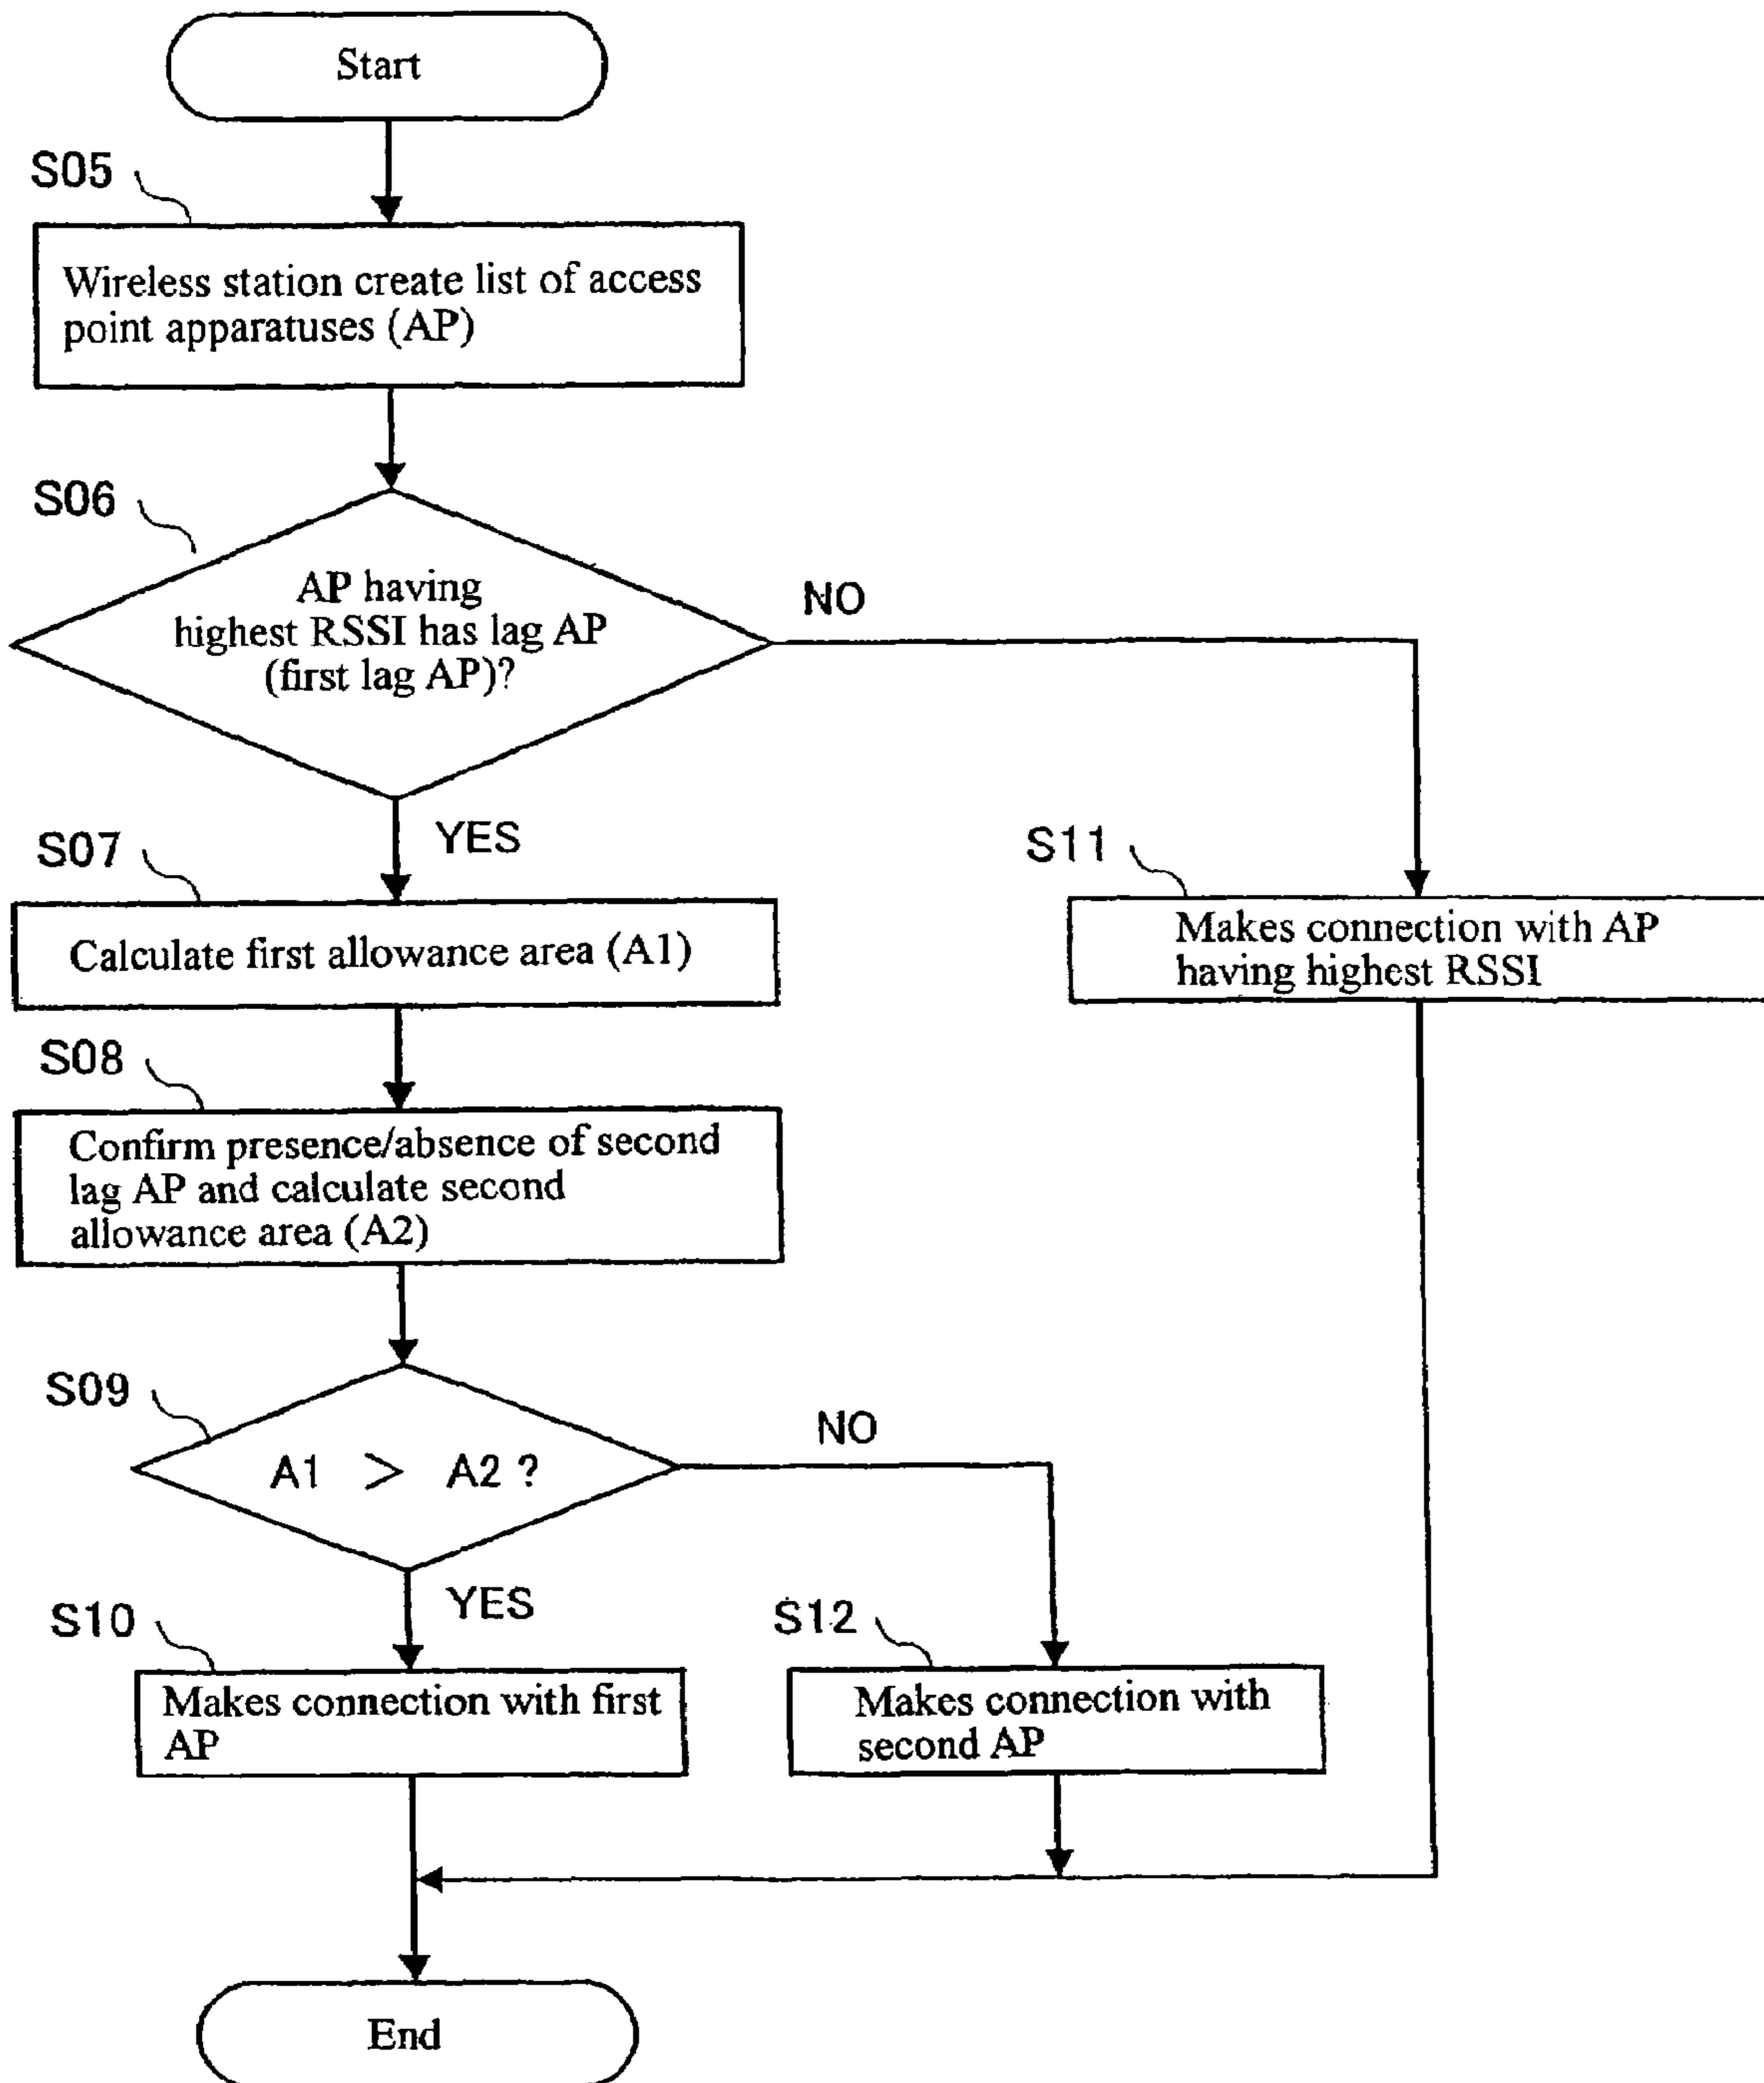 Start
S05
Wireless station create list of access
point apparatuses (AP)
S06
AP having
highest RSSI has lag AP
(first lag AP)?
NO
YES
S07
Calculate first allowance area (A1)
S11
Makes connection with AP
having highest RSSI
S08
Confirm presence/absence of second
lag AP and calculate second
allowance area (A2)
S09
A1 > A2 ?
NO
YES
S10
Makes connection with first
AP
S12
Makes connection with
second AP
End